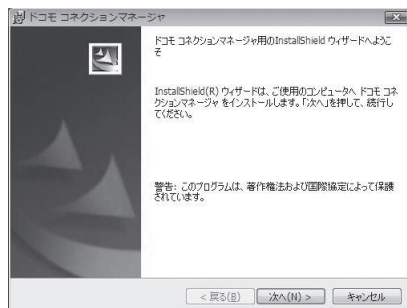 ドコモ コネクションマネージャ
ドコモ コネクションマネージャ用のInstallShield ウィザードへようこ
そ
InstallShield(R) ウィザードは、ご使用のコンピュータへ ドコモ コネ
クションマネージャ をインストールします。「次へ」を押して、続行し
てください。
警告: このプログラムは、著作権法および国際協定によって保護
されています。
< 戻る(B) 次へ(N) > キャンセル